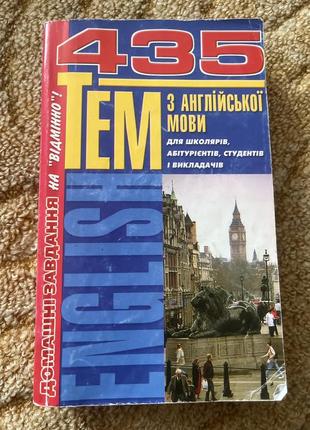 435
ТЕМ
З АНГЛІЙСЬКОЇ
МОВИ
ДЛЯ ШКОЛЯРІВ,
АБІТУРІЄНТІВ, СТУДЕНТІВ
І ВИКЛАДАЧІВ
ENGLISH
ДОМАШНІ ЗАВДАННЯ НА "ВІДМІННО"!